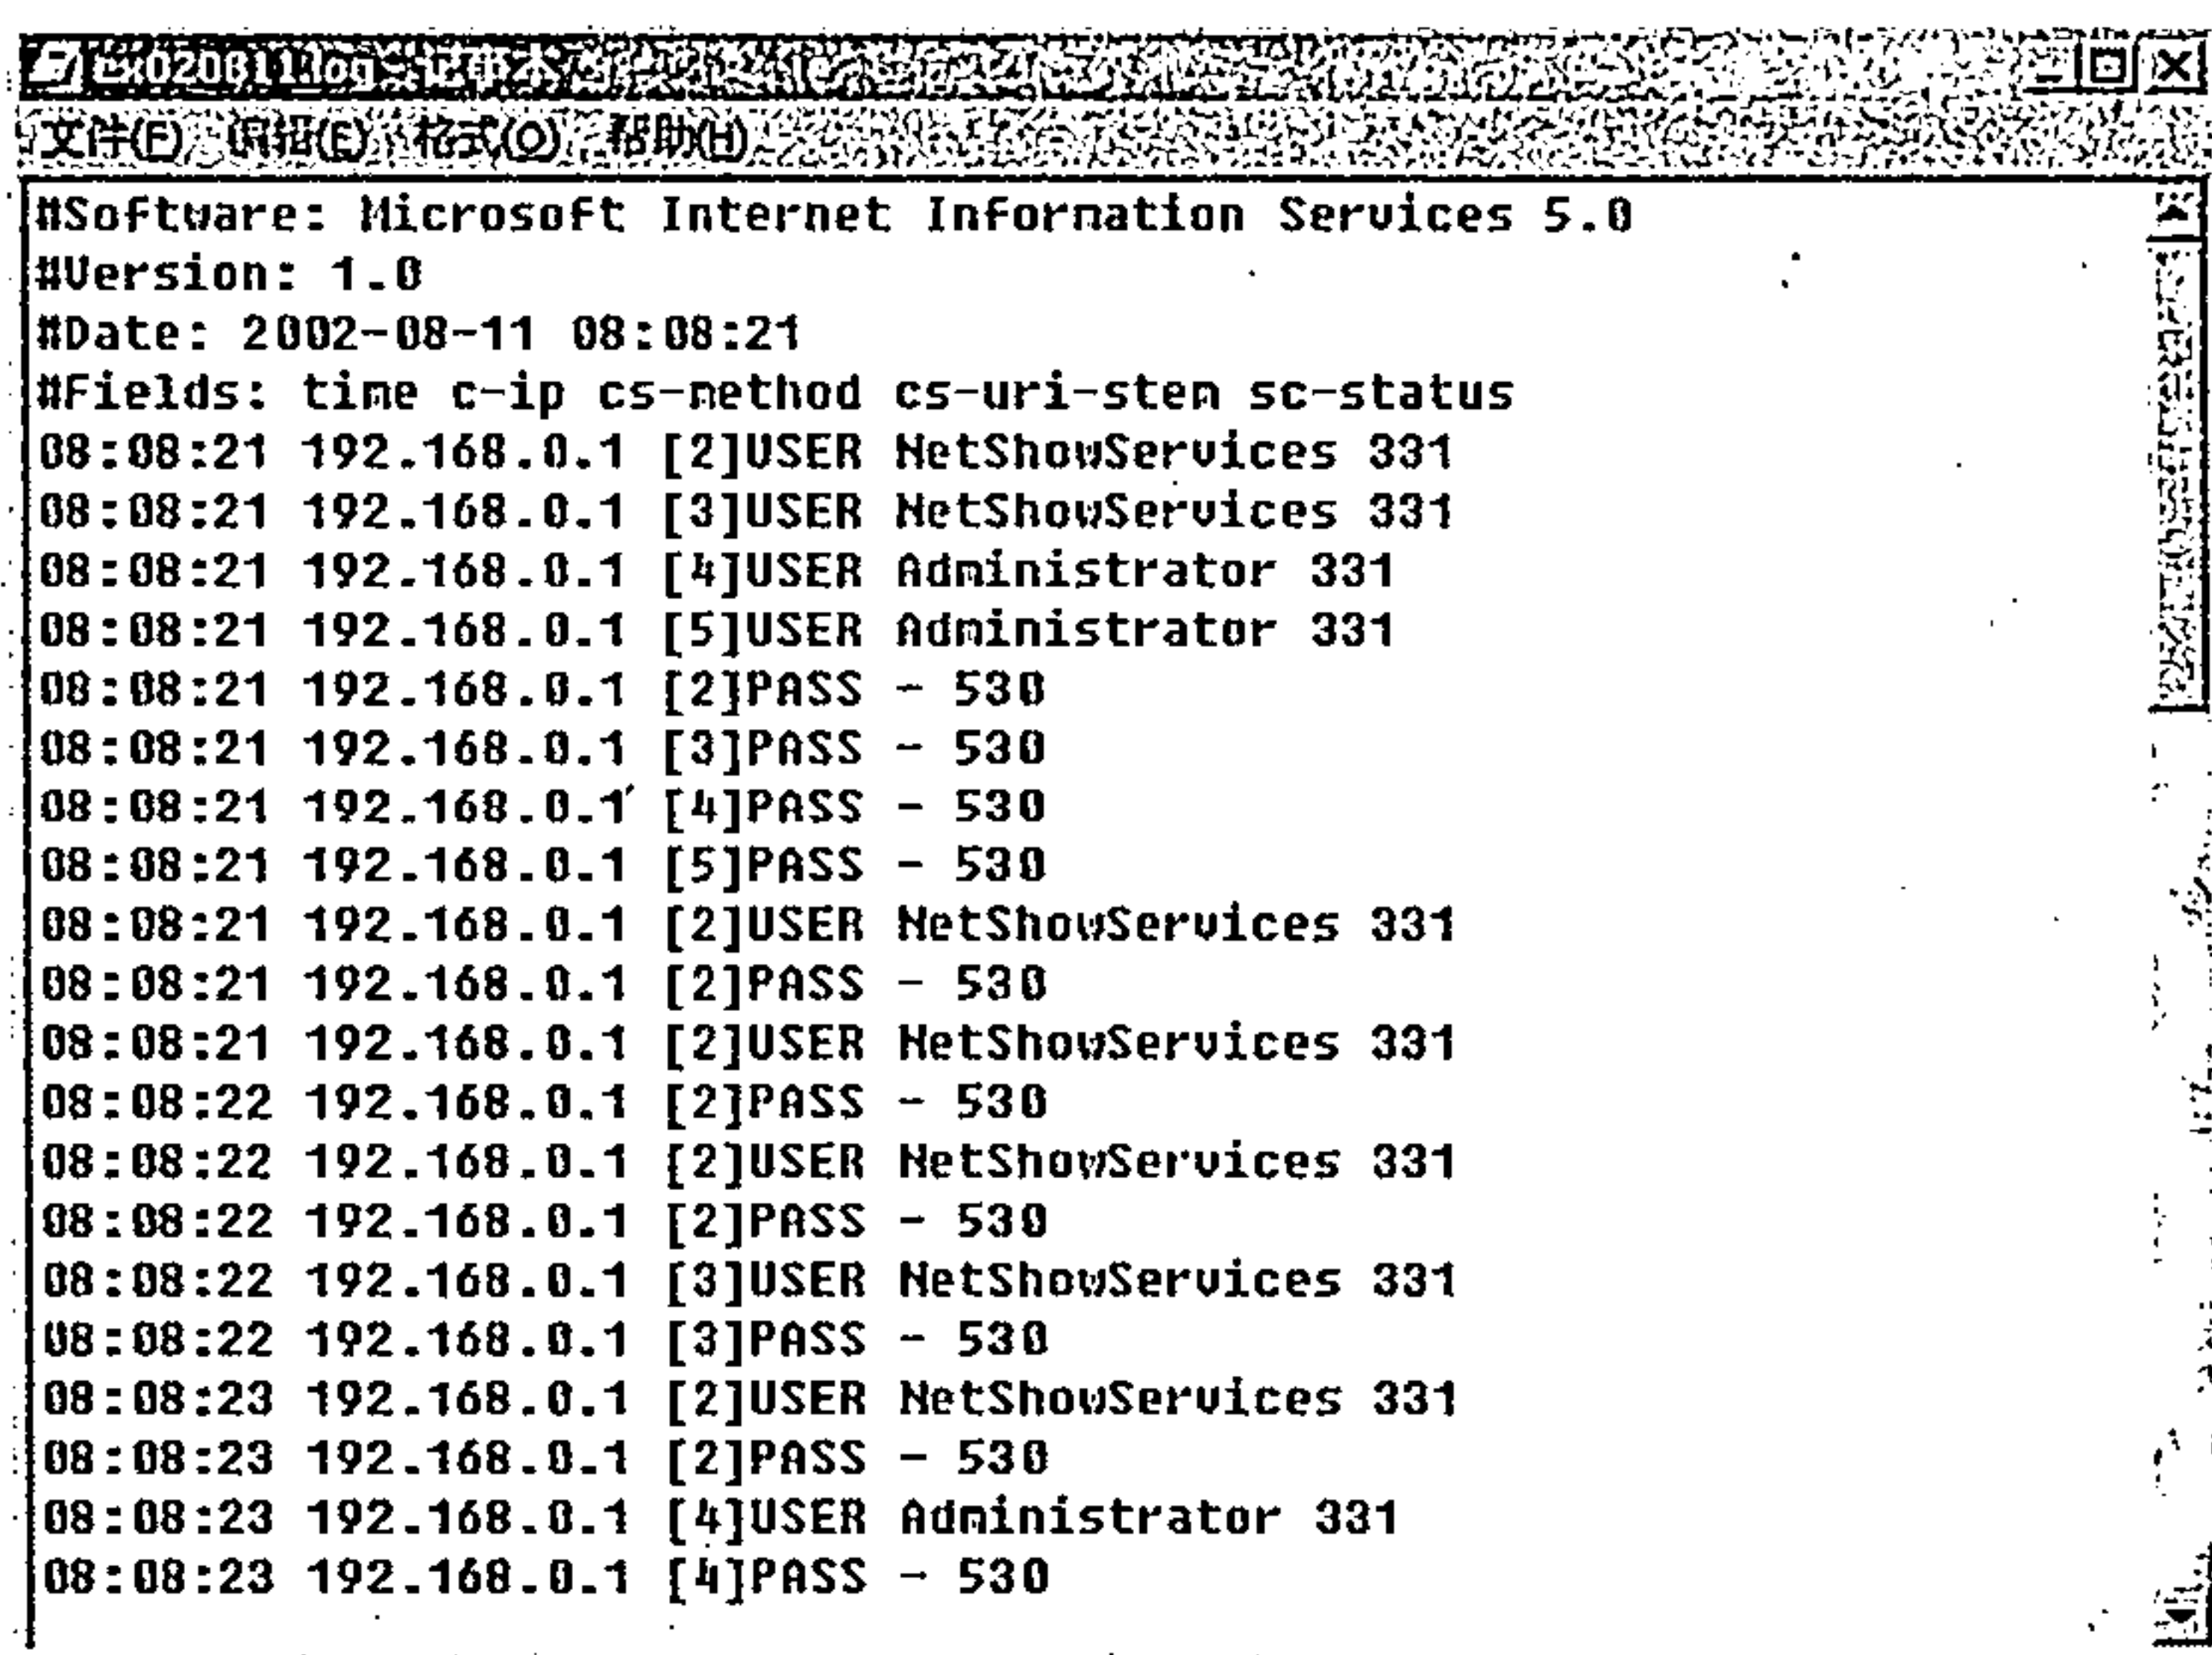 ex020811.log - 记事本
文件(F) 编辑(E) 格式(O) 帮助(H)
#Software: Microsoft Internet Information Services 5.0
#Version: 1.0
#Date: 2002-08-11 08:08:21
#Fields: time c-ip cs-method cs-uri-stem sc-status
08:08:21 192.168.0.1 [2]USER NetShowServices 331
08:08:21 192.168.0.1 [3]USER NetShowServices 331
08:08:21 192.168.0.1 [4]USER Administrator 331
08:08:21 192.168.0.1 [5]USER Administrator 331
08:08:21 192.168.0.1 [2]PASS - 530
08:08:21 192.168.0.1 [3]PASS - 530
08:08:21 192.168.0.1 [4]PASS - 530
08:08:21 192.168.0.1 [5]PASS - 530
08:08:21 192.168.0.1 [2]USER NetShowServices 331
08:08:21 192.168.0.1 [2]PASS - 530
08:08:21 192.168.0.1 [2]USER NetShowServices 331
08:08:22 192.168.0.1 [2]PASS - 530
08:08:22 192.168.0.1 [2]USER NetShowServices 331
08:08:22 192.168.0.1 [2]PASS - 530
08:08:22 192.168.0.1 [3]USER NetShowServices 331
08:08:22 192.168.0.1 [3]PASS - 530
08:08:23 192.168.0.1 [2]USER NetShowServices 331
08:08:23 192.168.0.1 [2]PASS - 530
08:08:23 192.168.0.1 [4]USER Administrator 331
08:08:23 192.168.0.1 [4]PASS - 530